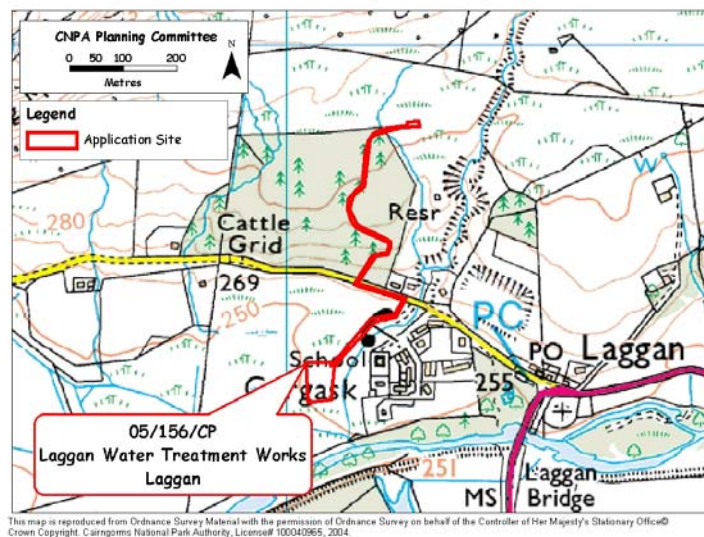 CNPA Planning Committee
0 50 100 200
Metres
N
Legend
Application Site
280
Cattle
Grid
Resr
W
269
250
PC
School
PO
Laggan
255
05/156/CP
Laggan Water Treatment Works
Laggan
251
MS
Laggan
Bridge
This map is reproduced from Ordnance Survey Material with the permission of Ordnance Survey on behalf of the Controller of Her Majesty's Stationary Office©
Crown Copyright. Cairngorms National Park Authority, License# 100040965, 2004.